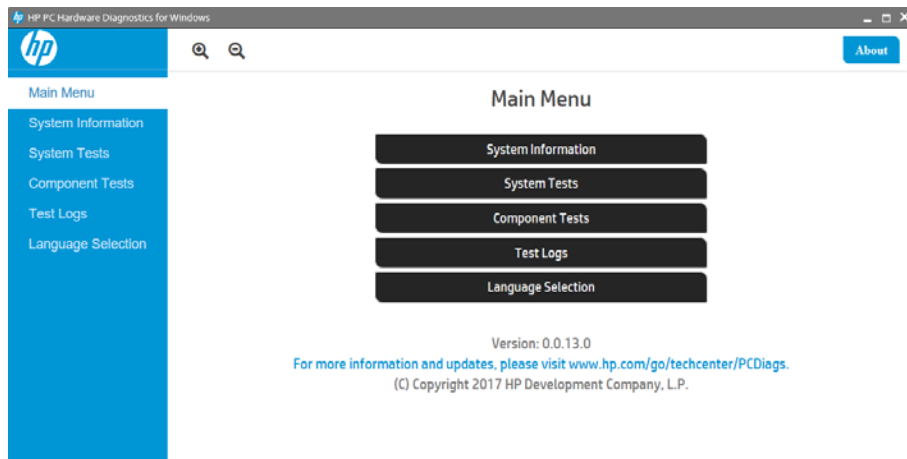 HP PC Hardware Diagnostics for Windows
hp
About
Main Menu
System Information
System Tests
Component Tests
Test Logs
Language Selection
Main Menu
System Information
System Tests
Component Tests
Test Logs
Language Selection
Version: 0.0.13.0
For more information and updates, please visit www.hp.com/go/techcenter/PCDiags.
(C) Copyright 2017 HP Development Company, L.P.